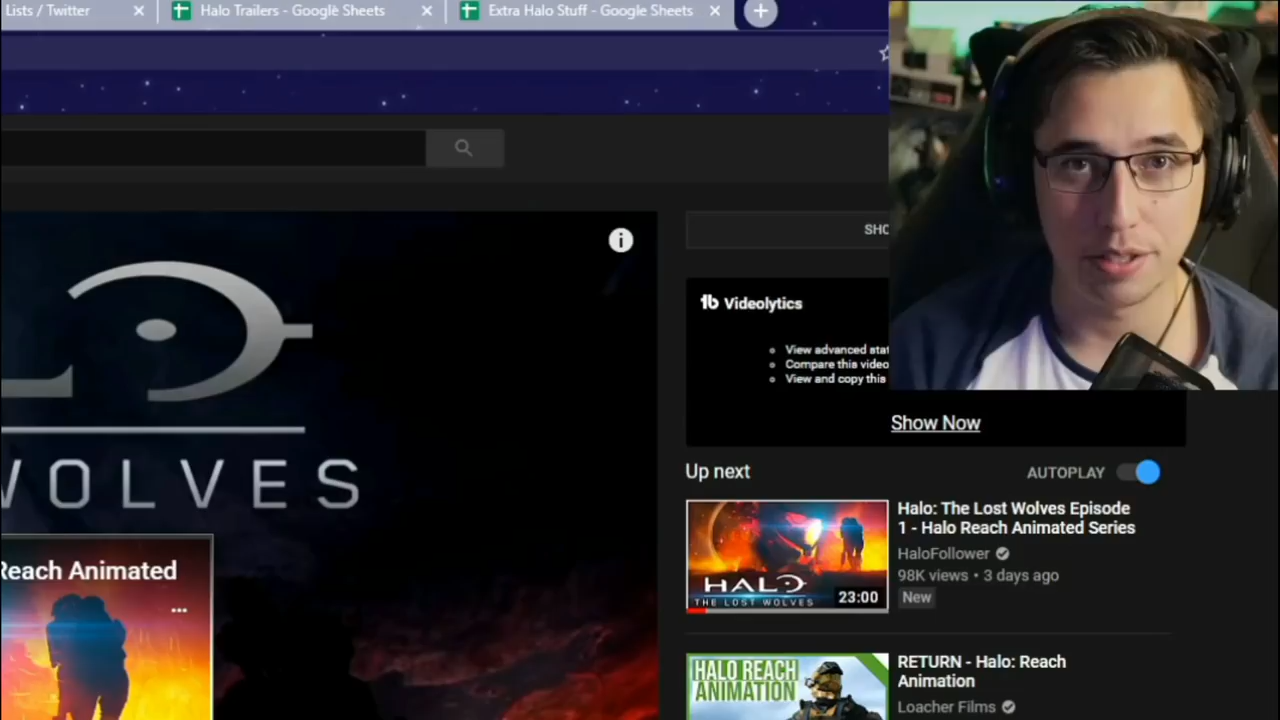 Lists / Twitter
Halo Trailers - Google Sheets
Extra Halo Stuff - Google Sheets
SHO
Videolytics
View advanced stat
Compare this video
View and copy this
Show Now
WOLVES
Up next
AUTOPLAY
Halo: The Lost Wolves Episode
1 - Halo Reach Animated Series
HaloFollower
98K views • 3 days ago
New
HALO
THE LOST WOLVES
23:00
Reach Animated
HALO REACH
ANIMATION
RETURN - Halo: Reach
Animation
Loacher Films